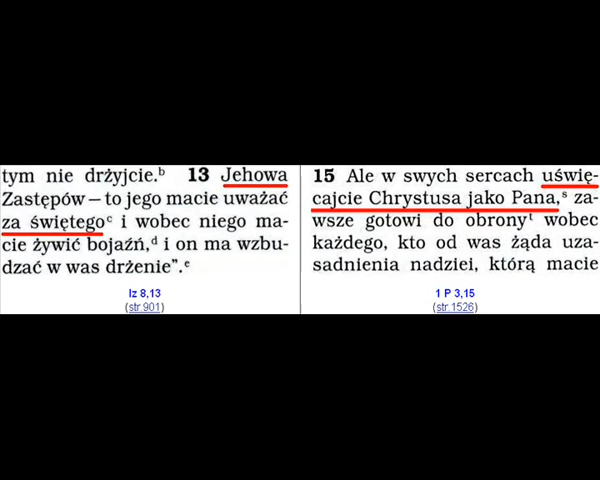 tym nie drżyjcie.ᵇ 13 Jehowa
Zastępów – to jego macie uważać
za świętegoᶜ i wobec niego ma-
cie żywić bojaźń,ᵈ i on ma wzbu-
dzać w was drżenie”.ᵉ
Iz 8,13
(str.901)
15 Ale w swych sercach uświę-
cajcie Chrystusa jako Pana,ˢ za-
wsze gotowi do obronyᵗ wobec
każdego, kto od was żąda uza-
sadnienia nadziei, którą macie
1 P 3,15
(str.1526)